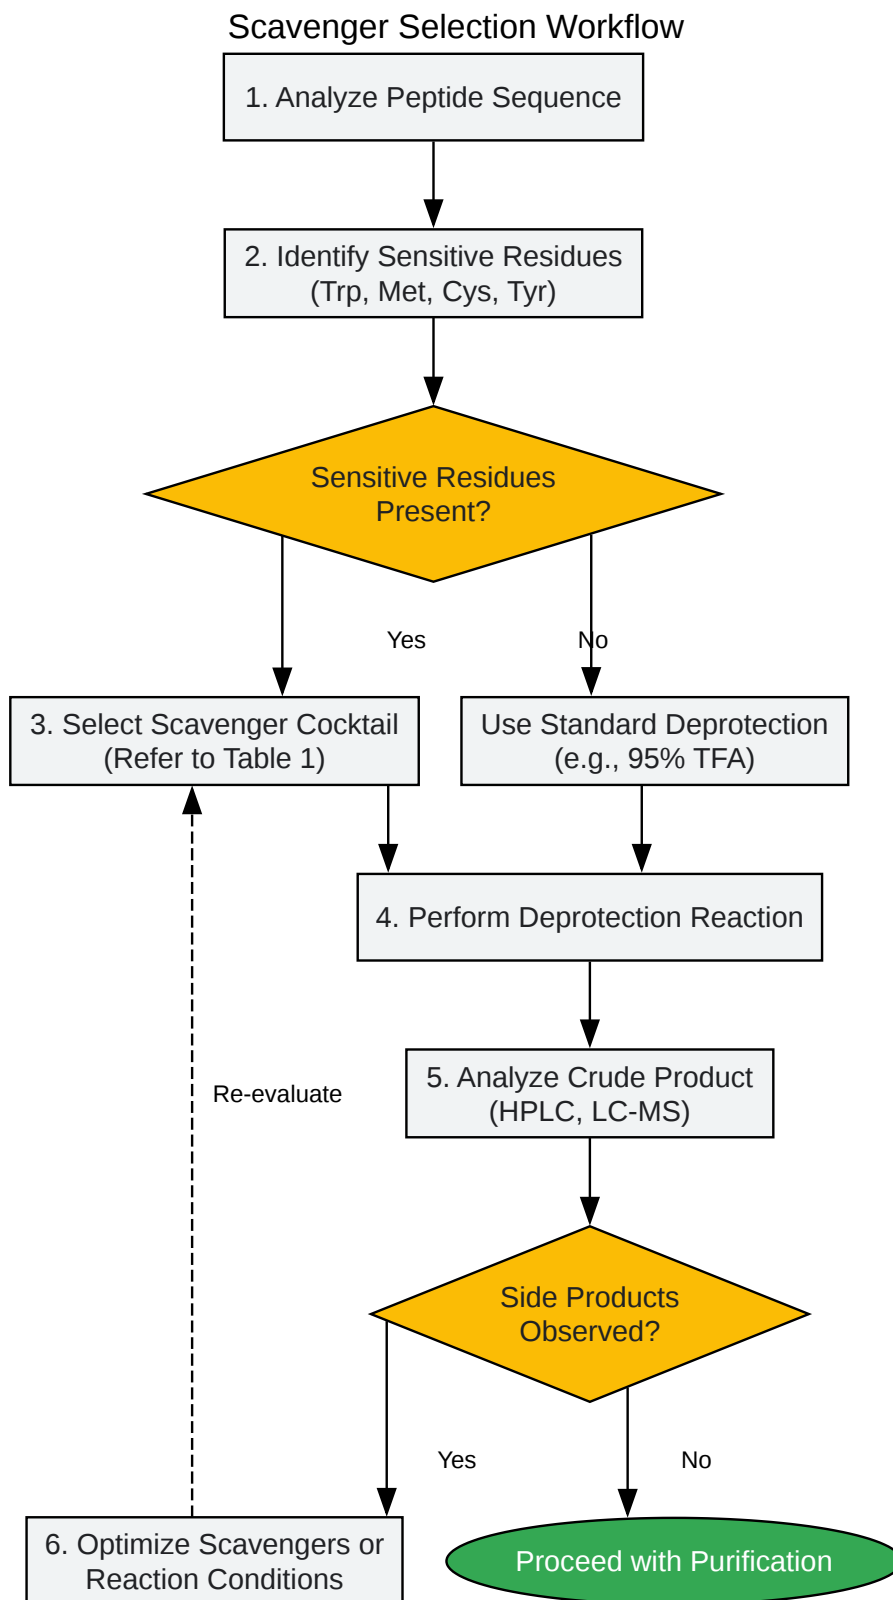 Scavenger Selection Workflow
1. Analyze Peptide Sequence
2. Identify Sensitive Residues
(Trp, Met, Cys, Tyr)
Sensitive Residues
Present?
Yes
No
3. Select Scavenger Cocktail
(Refer to Table 1)
Use Standard Deprotection
(e.g., 95% TFA)
4. Perform Deprotection Reaction
5. Analyze Crude Product
(HPLC, LC-MS)
Re-evaluate
Side Products
Observed?
Yes
No
6. Optimize Scavengers or
Reaction Conditions
Proceed with Purification